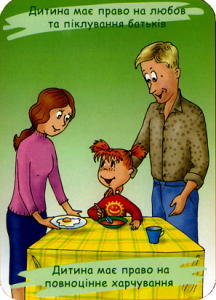 Дитина має право на любов
та піклування батьків
Дитина має право на
повноцінне харчування